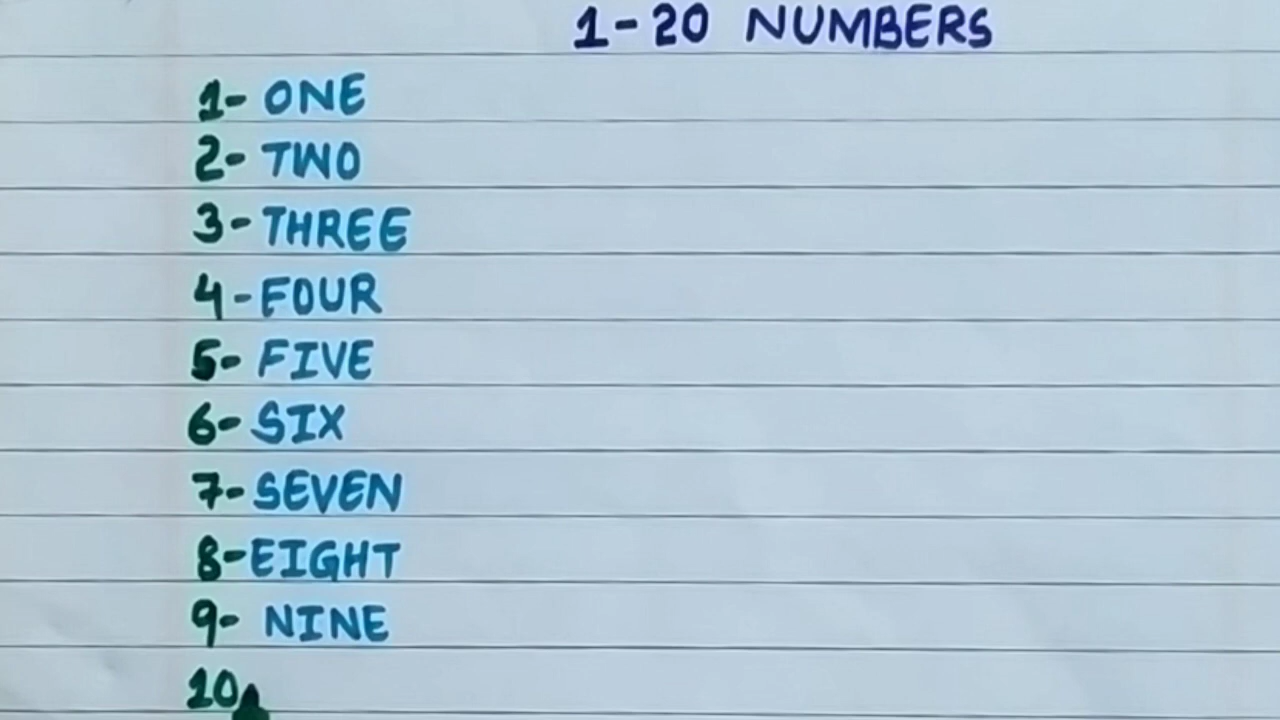 1-20 NUMBERS
1- ONE
2- TWO
3- THREE
4- FOUR
5- FIVE
6- SIX
7- SEVEN
8- EIGHT
9- NINE
10